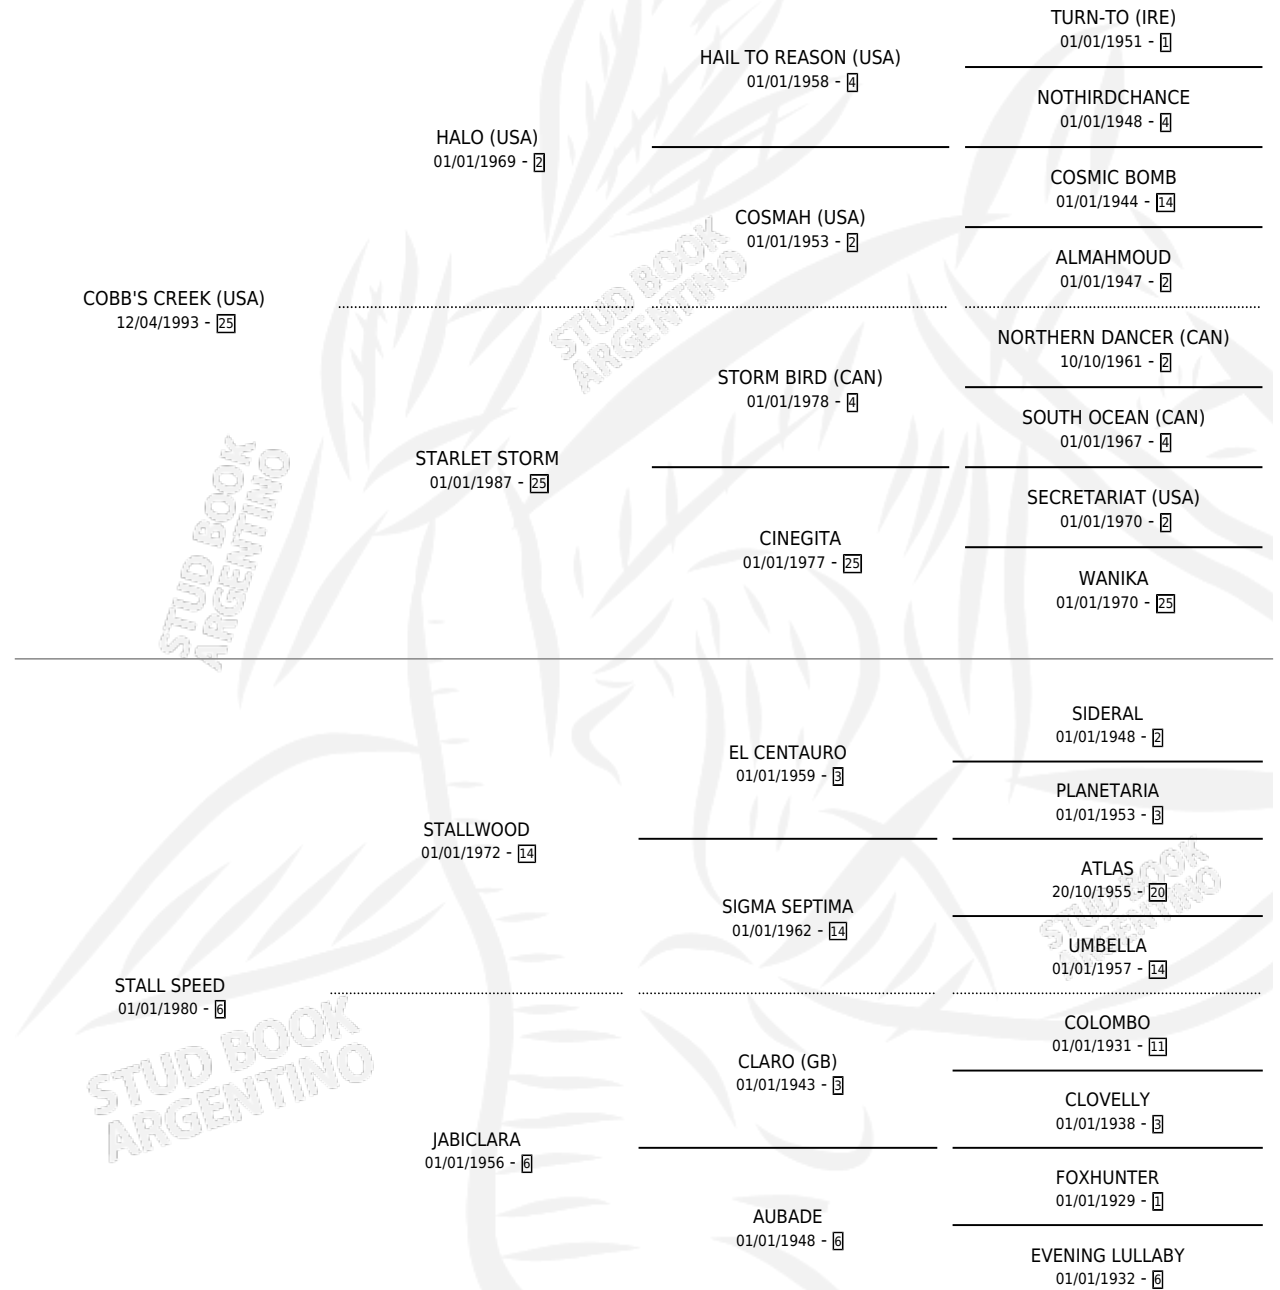 TURN-TO (IRE)
01/01/1951 - 1
HAIL TO REASON (USA)
01/01/1958 - 4
NOTHIRDCHANCE
01/01/1948 - 4
HALO (USA)
01/01/1969 - 2
COSMIC BOMB
01/01/1944 - 14
COSMAH (USA)
01/01/1953 - 2
ALMAHMOUD
01/01/1947 - 2
COBB'S CREEK (USA)
12/04/1993 - 25
NORTHERN DANCER (CAN)
10/10/1961 - 2
STORM BIRD (CAN)
01/01/1978 - 4
SOUTH OCEAN (CAN)
01/01/1967 - 4
STARLET STORM
01/01/1987 - 25
SECRETARIAT (USA)
01/01/1970 - 2
CINEGITA
01/01/1977 - 25
WANIKA
01/01/1970 - 25
SIDERAL
01/01/1948 - 2
EL CENTAURO
01/01/1959 - 3
PLANETARIA
01/01/1953 - 3
STALLWOOD
01/01/1972 - 14
ATLAS
20/10/1955 - 20
SIGMA SEPTIMA
01/01/1962 - 14
UMBELLA
01/01/1957 - 14
STALL SPEED
01/01/1980 - 6
COLOMBO
01/01/1931 - 11
CLARO (GB)
01/01/1943 - 3
CLOVELLY
01/01/1938 - 3
JABICLARA
01/01/1956 - 6
FOXHUNTER
01/01/1929 - 1
AUBADE
01/01/1948 - 6
EVENING LULLABY
01/01/1932 - 6
STUD BOOK
ARGENTINO
STUD BOOK
ARGENTINO
STUD BOOK
ARGENTINO
STUD BOOK
ARGENTINO